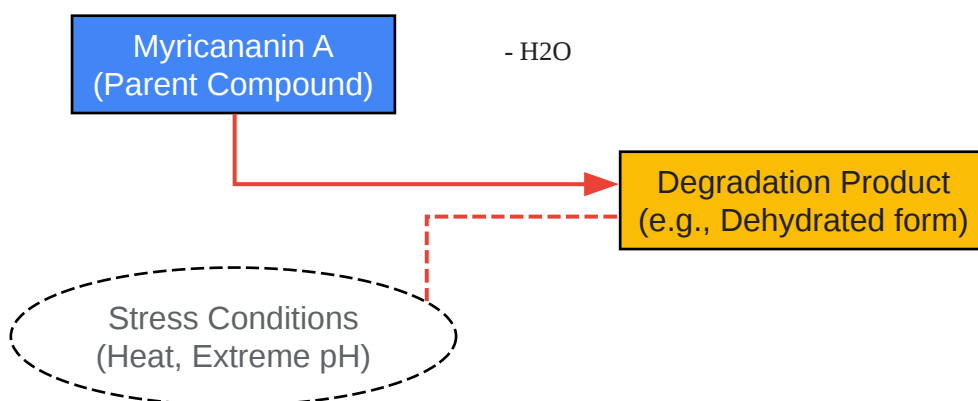 Myricananin A
(Parent Compound)
- H2O
Degradation Product
(e.g., Dehydrated form)
Stress Conditions
(Heat, Extreme pH)